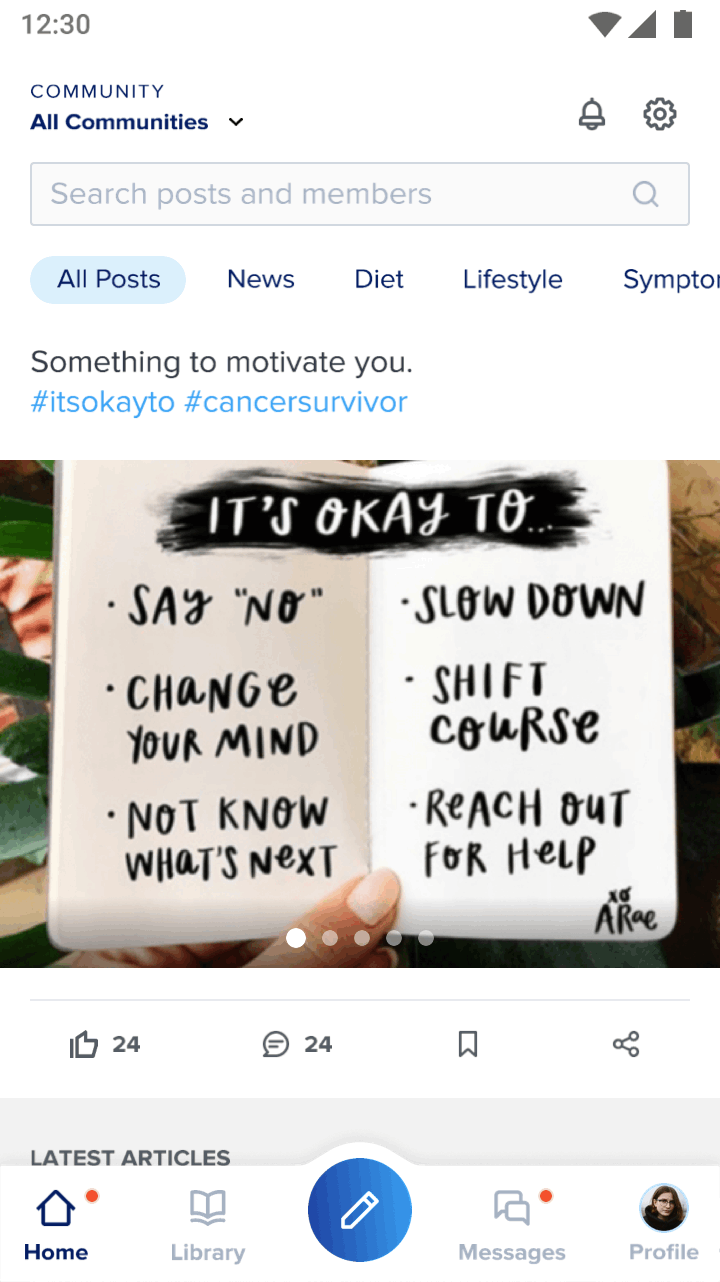 12:30
COMMUNITY
All Communities
Search posts and members
All Posts News Diet Lifestyle
Something to motivate you.
#itsokayto #cancersurvivor
IT'S OKAY TO...
· SAY "NO"
· CHANGE
YOUR MIND
· NOT KNOW
WHAT'S NEXT
· SLOW DOWN
· SHIFT
COURSE
· REACH OUT
FOR HELP
xo
ARae
24 24
LATEST ARTICLES
Home Library Messages Profile